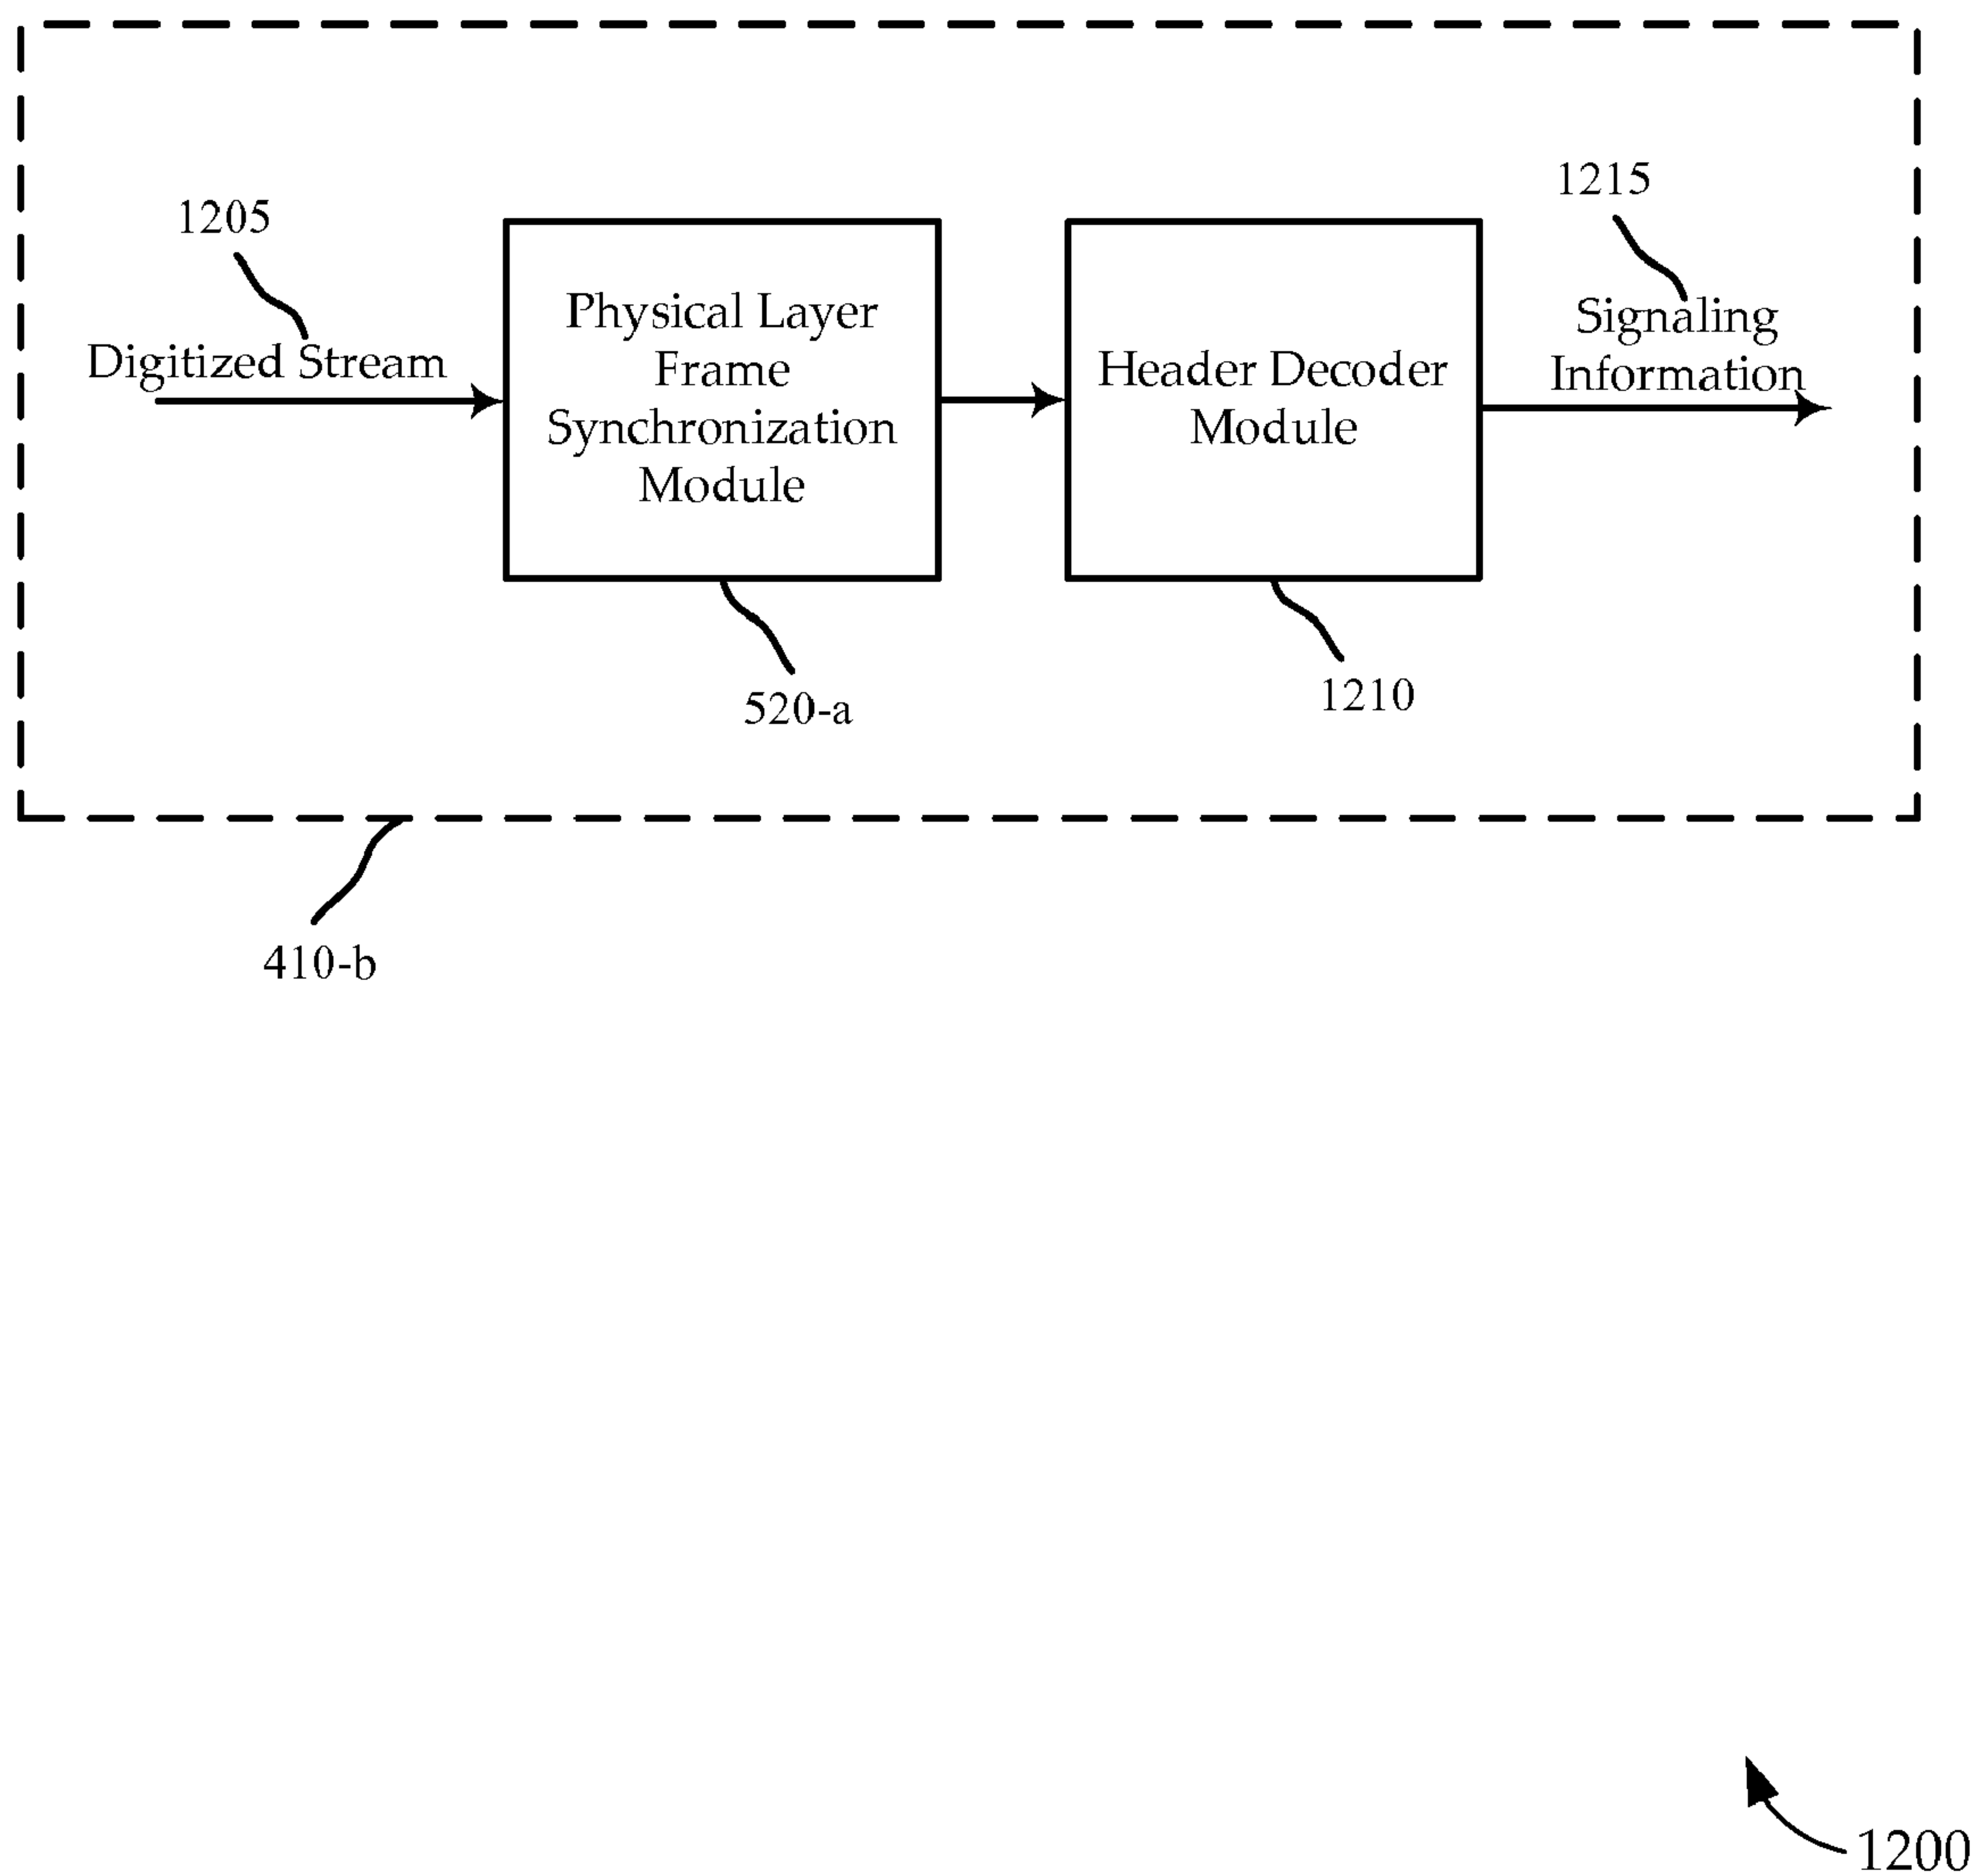 1205
Digitized Stream
Physical Layer
Frame
Synchronization
Module
520-a
Header Decoder
Module
1210
1215
Signaling
Information
410-b
1200